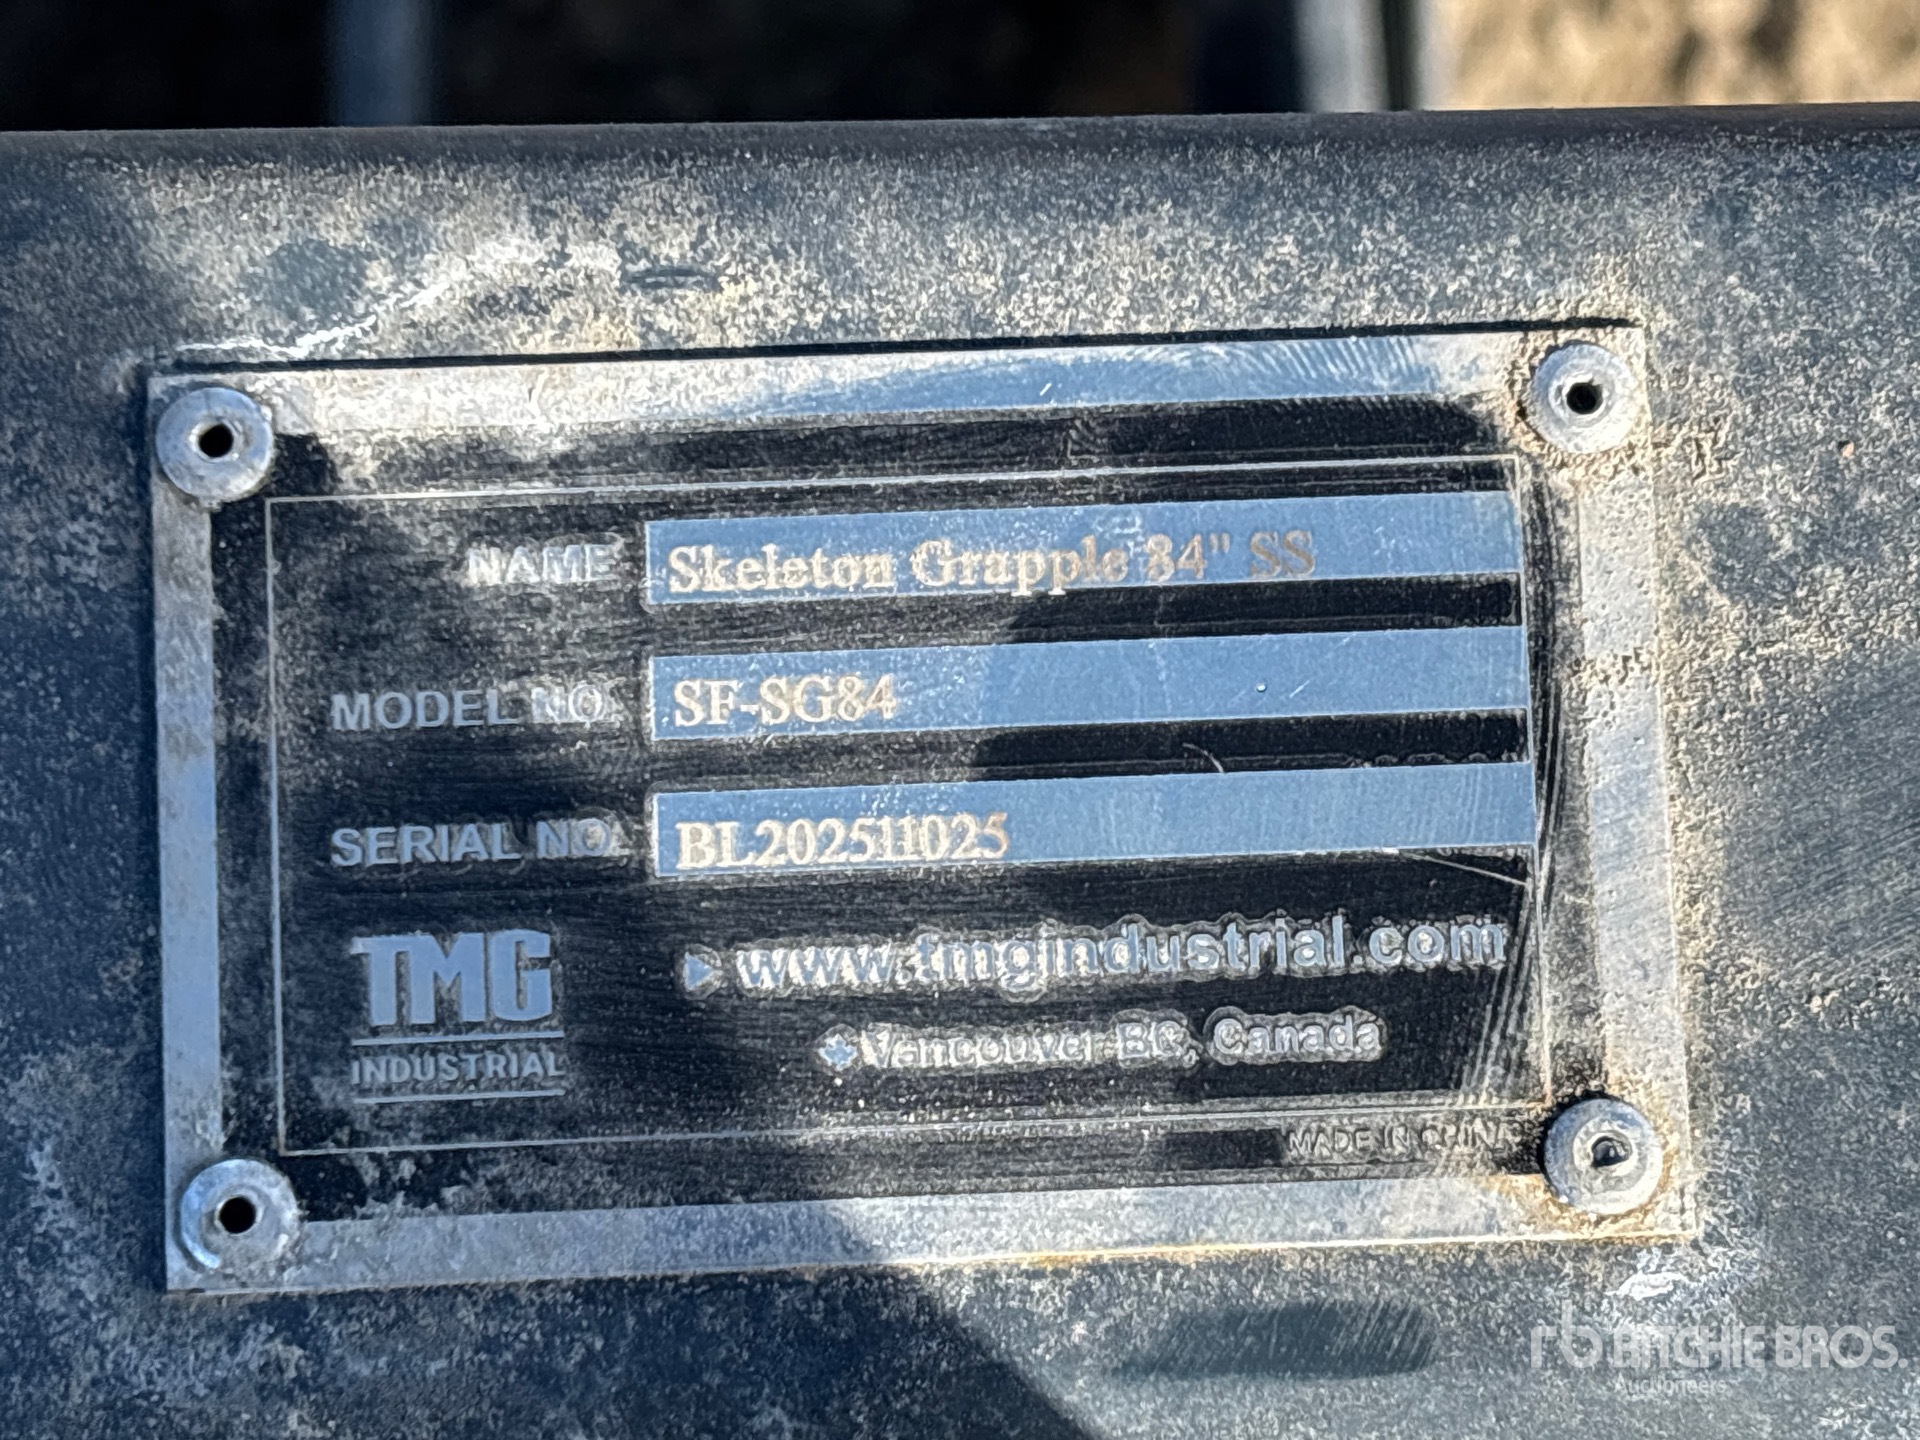 NAME Skeleton Grapple 84" SS
MODEL NO. SF-SG84
SERIAL NO. BL202511025
TMG
INDUSTRIAL
www.tmgindustrial.com
Vancouver BC, Canada
MADE IN CHINA
rb RITCHIE BROS.
Auctioneers